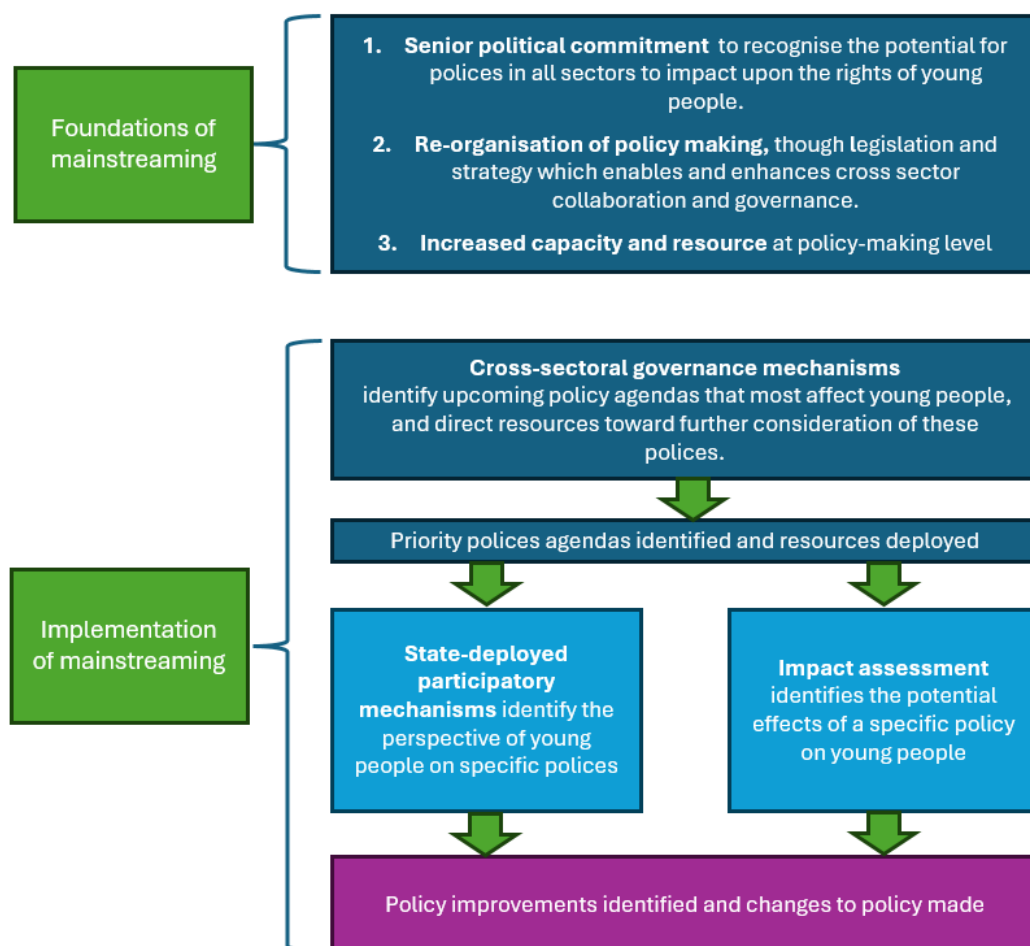 Foundations of
mainstreaming
1. Senior political commitment to recognise the potential for
polices in all sectors to impact upon the rights of young
people.
2. Re-organisation of policy making, though legislation and
strategy which enables and enhances cross sector
collaboration and governance.
3. Increased capacity and resource at policy-making level
Implementation
of mainstreaming
Cross-sectoral governance mechanisms
identify upcoming policy agendas that most affect young people,
and direct resources toward further consideration of these
polices.
Priority polices agendas identified and resources deployed
State-deployed
participatory
mechanisms identify the
perspective of young
people on specific polices
Impact assessment
identifies the potential
effects of a specific policy
on young people
Policy improvements identified and changes to policy made